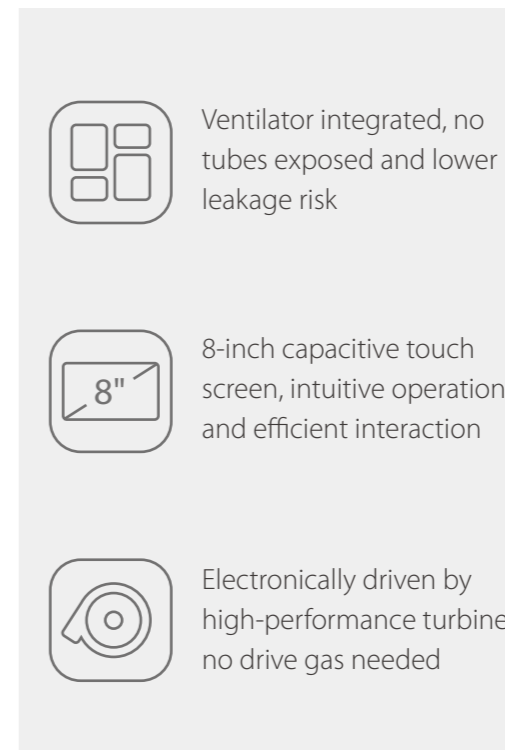 Ventilator integrated, no
tubes exposed and lower
leakage risk
8"
8-inch capacitive touch
screen, intuitive operation
and efficient interaction
Electronically driven by
high-performance turbine
no drive gas needed